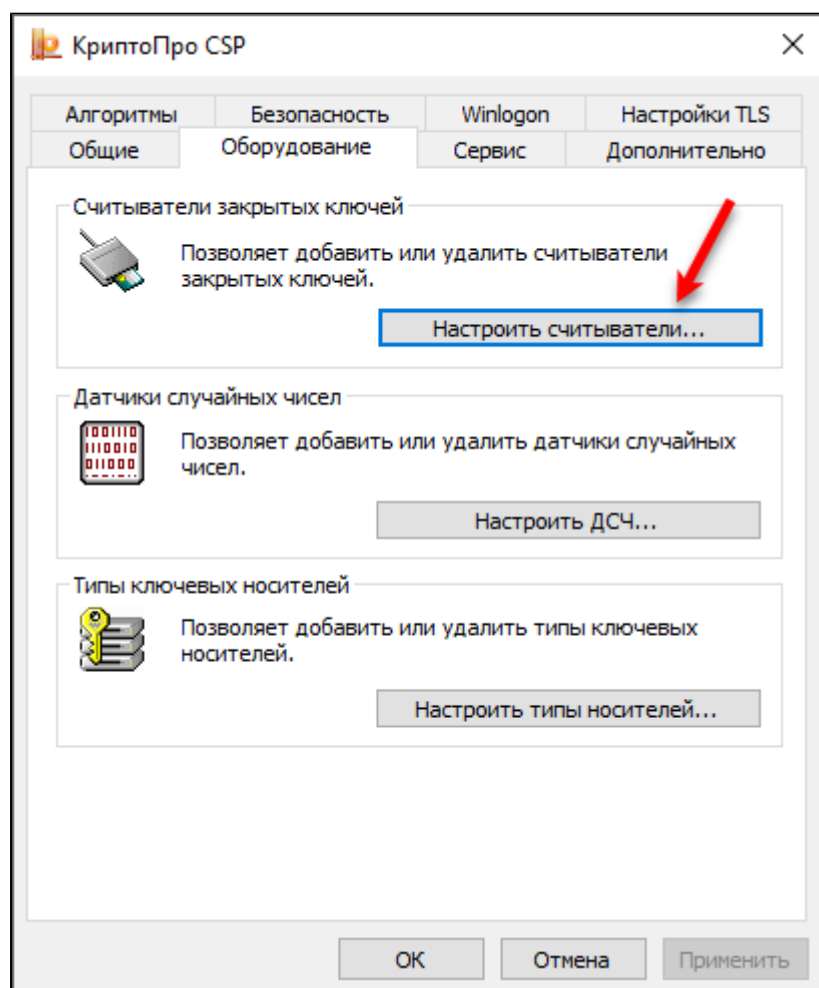 КриптоПро CSP
Алгоритмы Безопасность Winlogon Настройки TLS
Общие Оборудование Сервис Дополнительно
Считыватели закрытых ключей
Позволяет добавить или удалить считыватели
закрытых ключей.
Настроить считыватели...
Датчики случайных чисел
Позволяет добавить или удалить датчики случайных
чисел.
Настроить ДСЧ...
Типы ключевых носителей
Позволяет добавить или удалить типы ключевых
носителей.
Настроить типы носителей...
ОК Отмена Применить